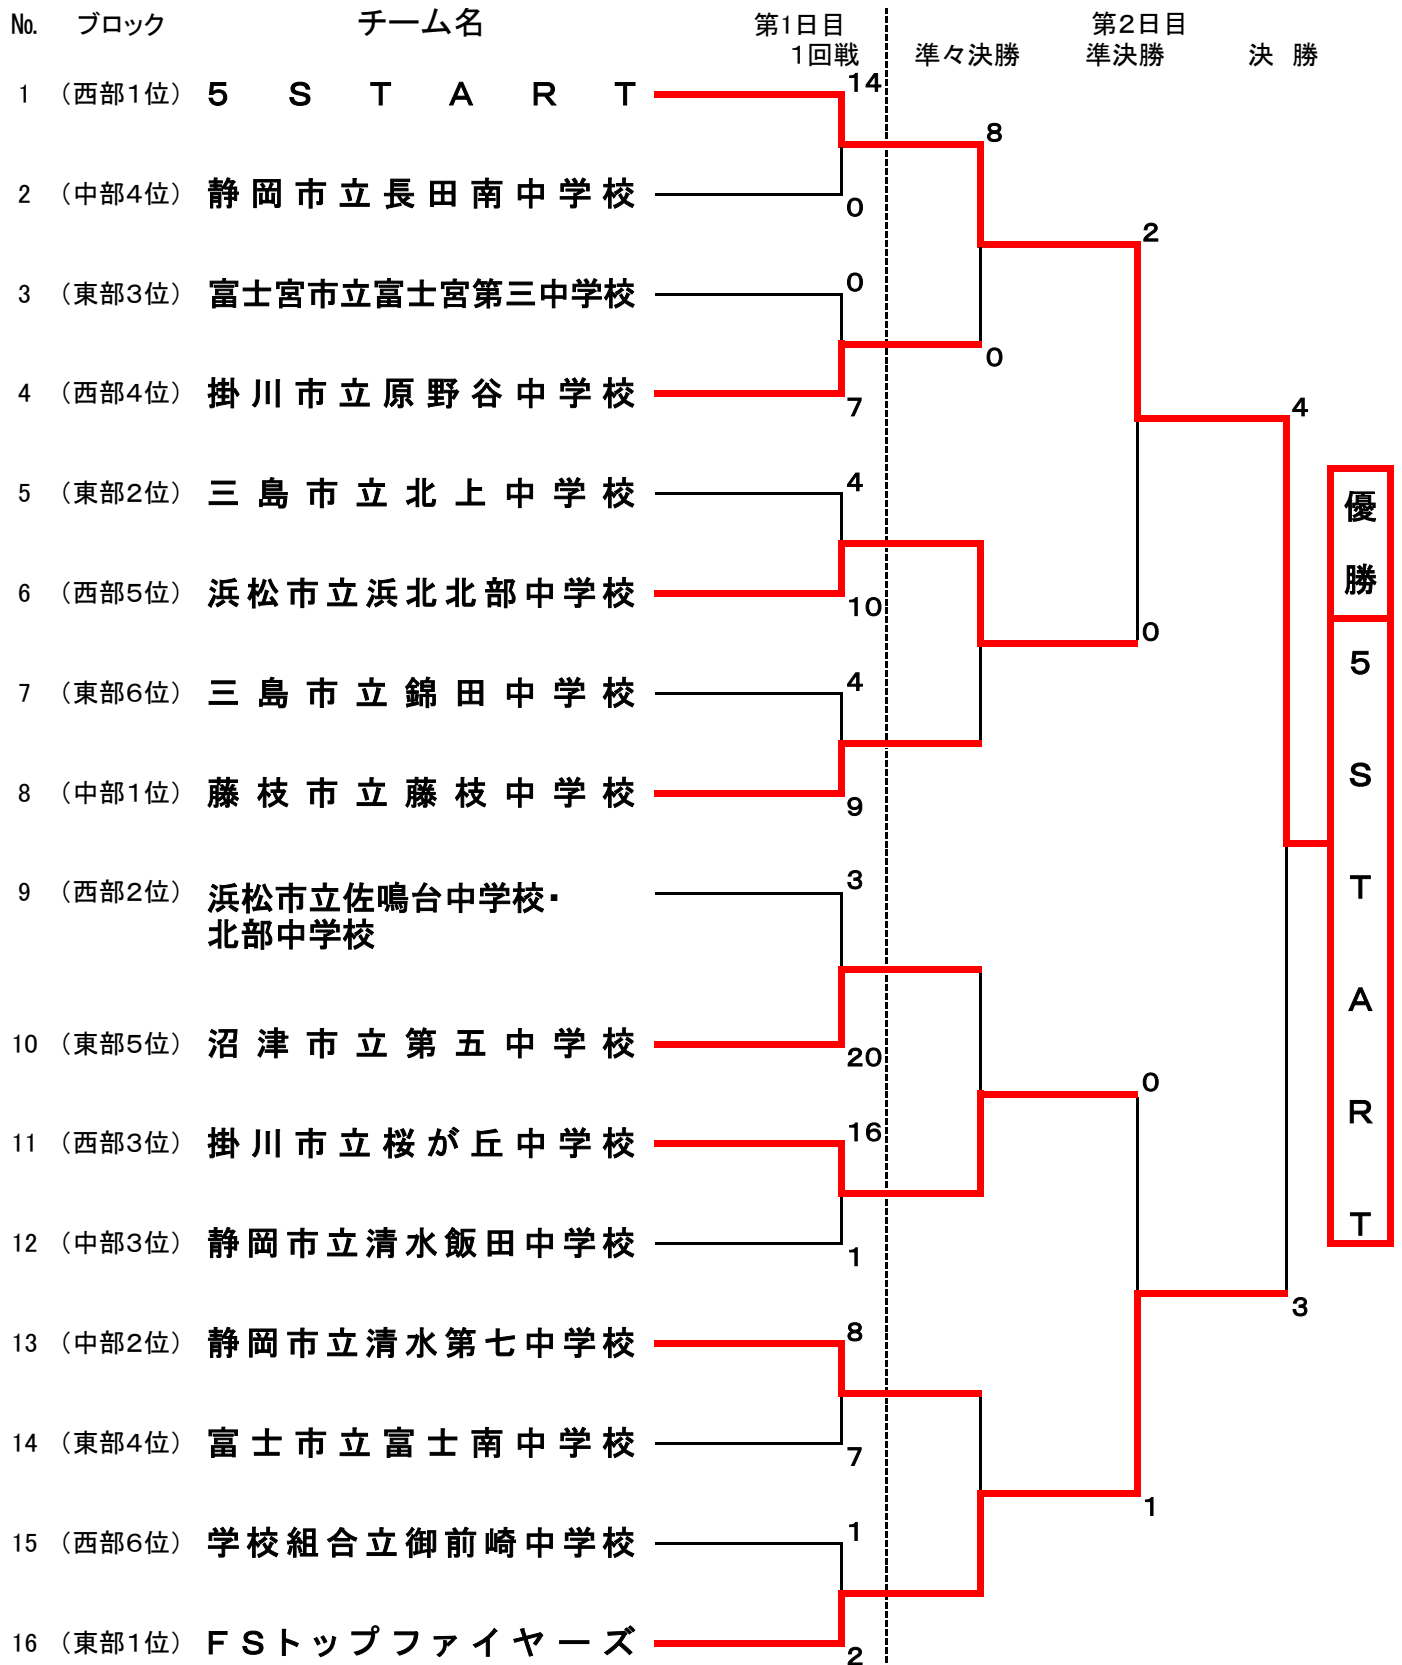 No. ブロック チーム名 第1日目 第2日目
1回戦 準々決勝 準決勝 決 勝
1 （西部1位） ５ＳＴＡＲＴ 14
8
2 （中部4位） 静岡市立長田南中学校 0
2
3 （東部3位） 富士宮市立富士宮第三中学校 0
0
4 （西部4位） 掛川市立原野谷中学校 7
4
5 （東部2位） 三島市立北上中学校 4
6 （西部5位） 浜松市立浜北北部中学校 10
0
7 （東部6位） 三島市立錦田中学校 4
8 （中部1位） 藤枝市立藤枝中学校 9
9 （西部2位） 浜松市立佐鳴台中学校・ 3
北部中学校
10 （東部5位） 沼津市立第五中学校 20
0
11 （西部3位） 掛川市立桜が丘中学校 16
12 （中部3位） 静岡市立清水飯田中学校 1
3
13 （中部2位） 静岡市立清水第七中学校 8
14 （東部4位） 富士市立富士南中学校 7
1
15 （西部6位） 学校組合立御前崎中学校 1
16 （東部1位） ＦＳトップファイヤーズ 2
優勝
５ＳＴＡＲＴ